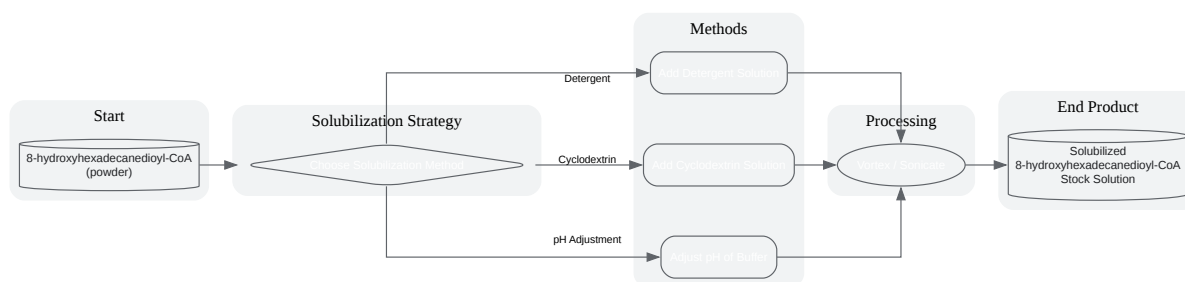 Start
8-hydroxyhexadecanedioyl-CoA
(powder)
Solubilization Strategy
Choose Solubilization Method
Detergent
Cyclodextrin
pH Adjustment
Methods
Add Detergent Solution
Add Cyclodextrin Solution
Adjust pH of Buffer
Processing
Vortex / Sonicate
End Product
Solubilized
8-hydroxyhexadecanedioyl-CoA
Stock Solution